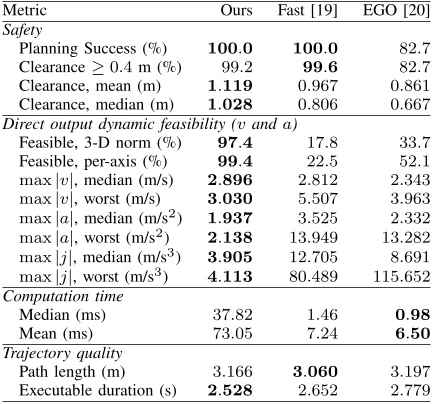 Metric Ours Fast [19] EGO [20]
Safety
Planning Success (%) 100.0 100.0 82.7
Clearance ≥ 0.4 m (%) 99.2 99.6 82.7
Clearance, mean (m) 1.119 0.967 0.861
Clearance, median (m) 1.028 0.806 0.667
Direct output dynamic feasibility (v and a)
Feasible, 3-D norm (%) 97.4 17.8 33.7
Feasible, per-axis (%) 99.4 22.5 52.1
max |v|, median (m/s) 2.896 2.812 2.343
max |v|, worst (m/s) 3.030 5.507 3.963
max |a|, median (m/s²) 1.937 3.525 2.332
max |a|, worst (m/s²) 2.138 13.949 13.282
max |j|, median (m/s³) 3.905 12.705 8.691
max |j|, worst (m/s³) 4.113 80.489 115.652
Computation time
Median (ms) 37.82 1.46 0.98
Mean (ms) 73.05 7.24 6.50
Trajectory quality
Path length (m) 3.166 3.060 3.197
Executable duration (s) 2.528 2.652 2.779